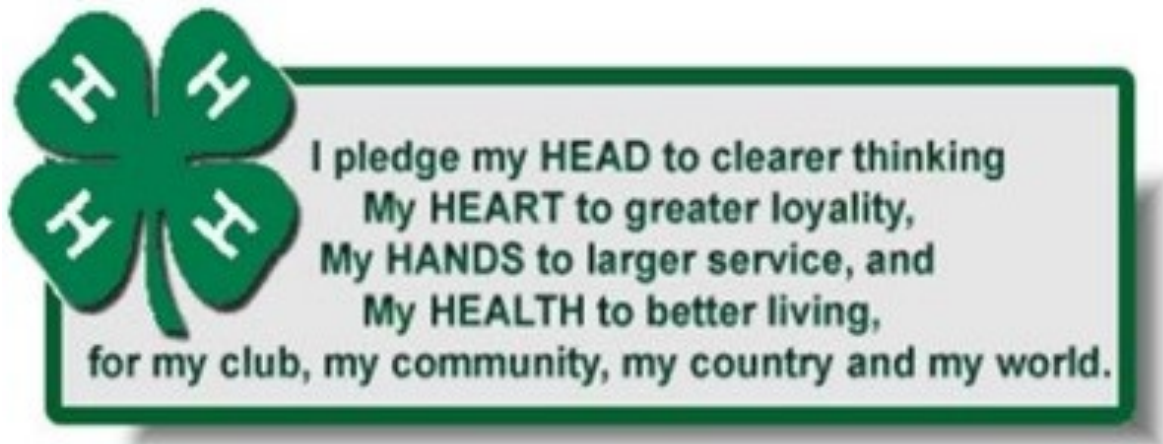 H H
H H
I pledge my HEAD to clearer thinking
My HEART to greater loyality,
My HANDS to larger service, and
My HEALTH to better living,
for my club, my community, my country and my world.